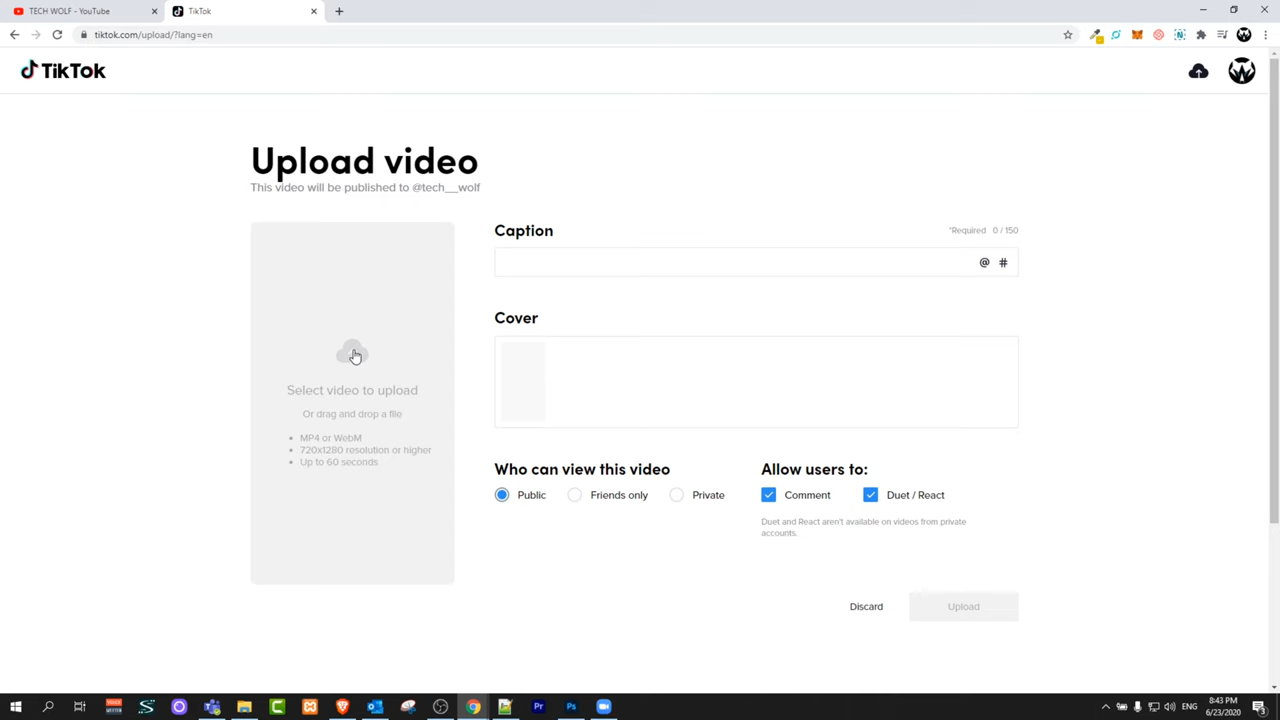 TECH WOLF - YouTube
TikTok
tiktok.com/upload/?lang=en
TikTok
Upload video
This video will be published to @tech__wolf
Caption
*Required 0 / 150
@ #
Select video to upload
Or drag and drop a file
MP4 or WebM
720x1280 resolution or higher
Up to 60 seconds
Cover
Who can view this video
Public
Friends only
Private
Allow users to:
Comment
Duet / React
Duet and React aren't available on videos from private
accounts.
Discard
Upload
ENG
8:43 PM
6/23/2020